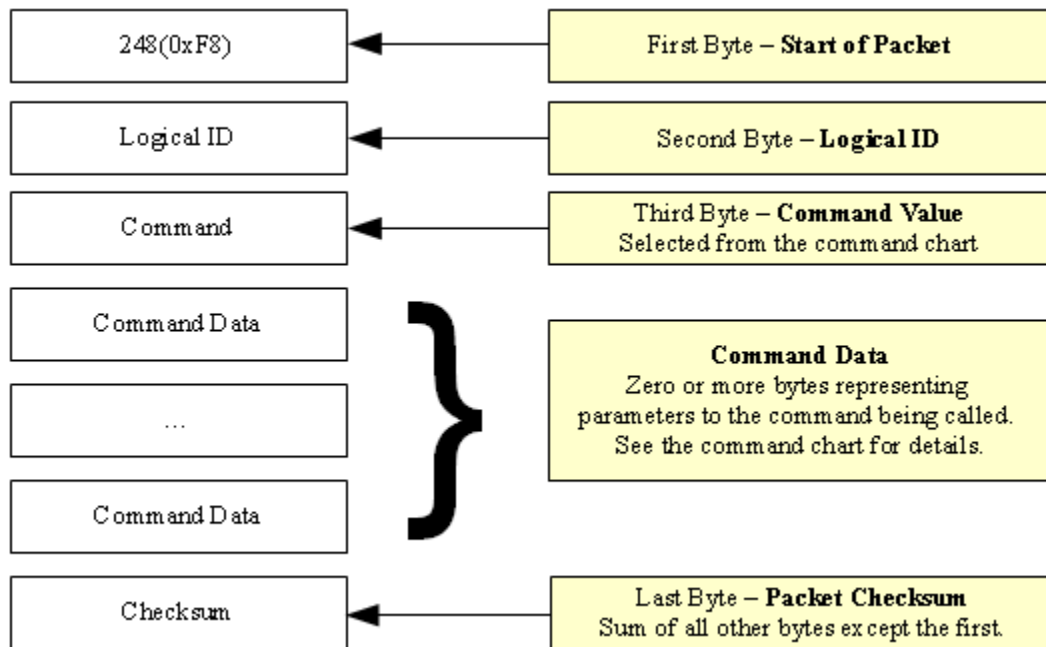 248(0xF8)
First Byte – Start of Packet
Logical ID
Second Byte – Logical ID
Command
Third Byte – Command Value
Selected from the command chart
Command Data
...
Command Data
Command Data
Zero or more bytes representing
parameters to the command being called.
See the command chart for details.
Checksum
Last Byte – Packet Checksum
Sum of all other bytes except the first.